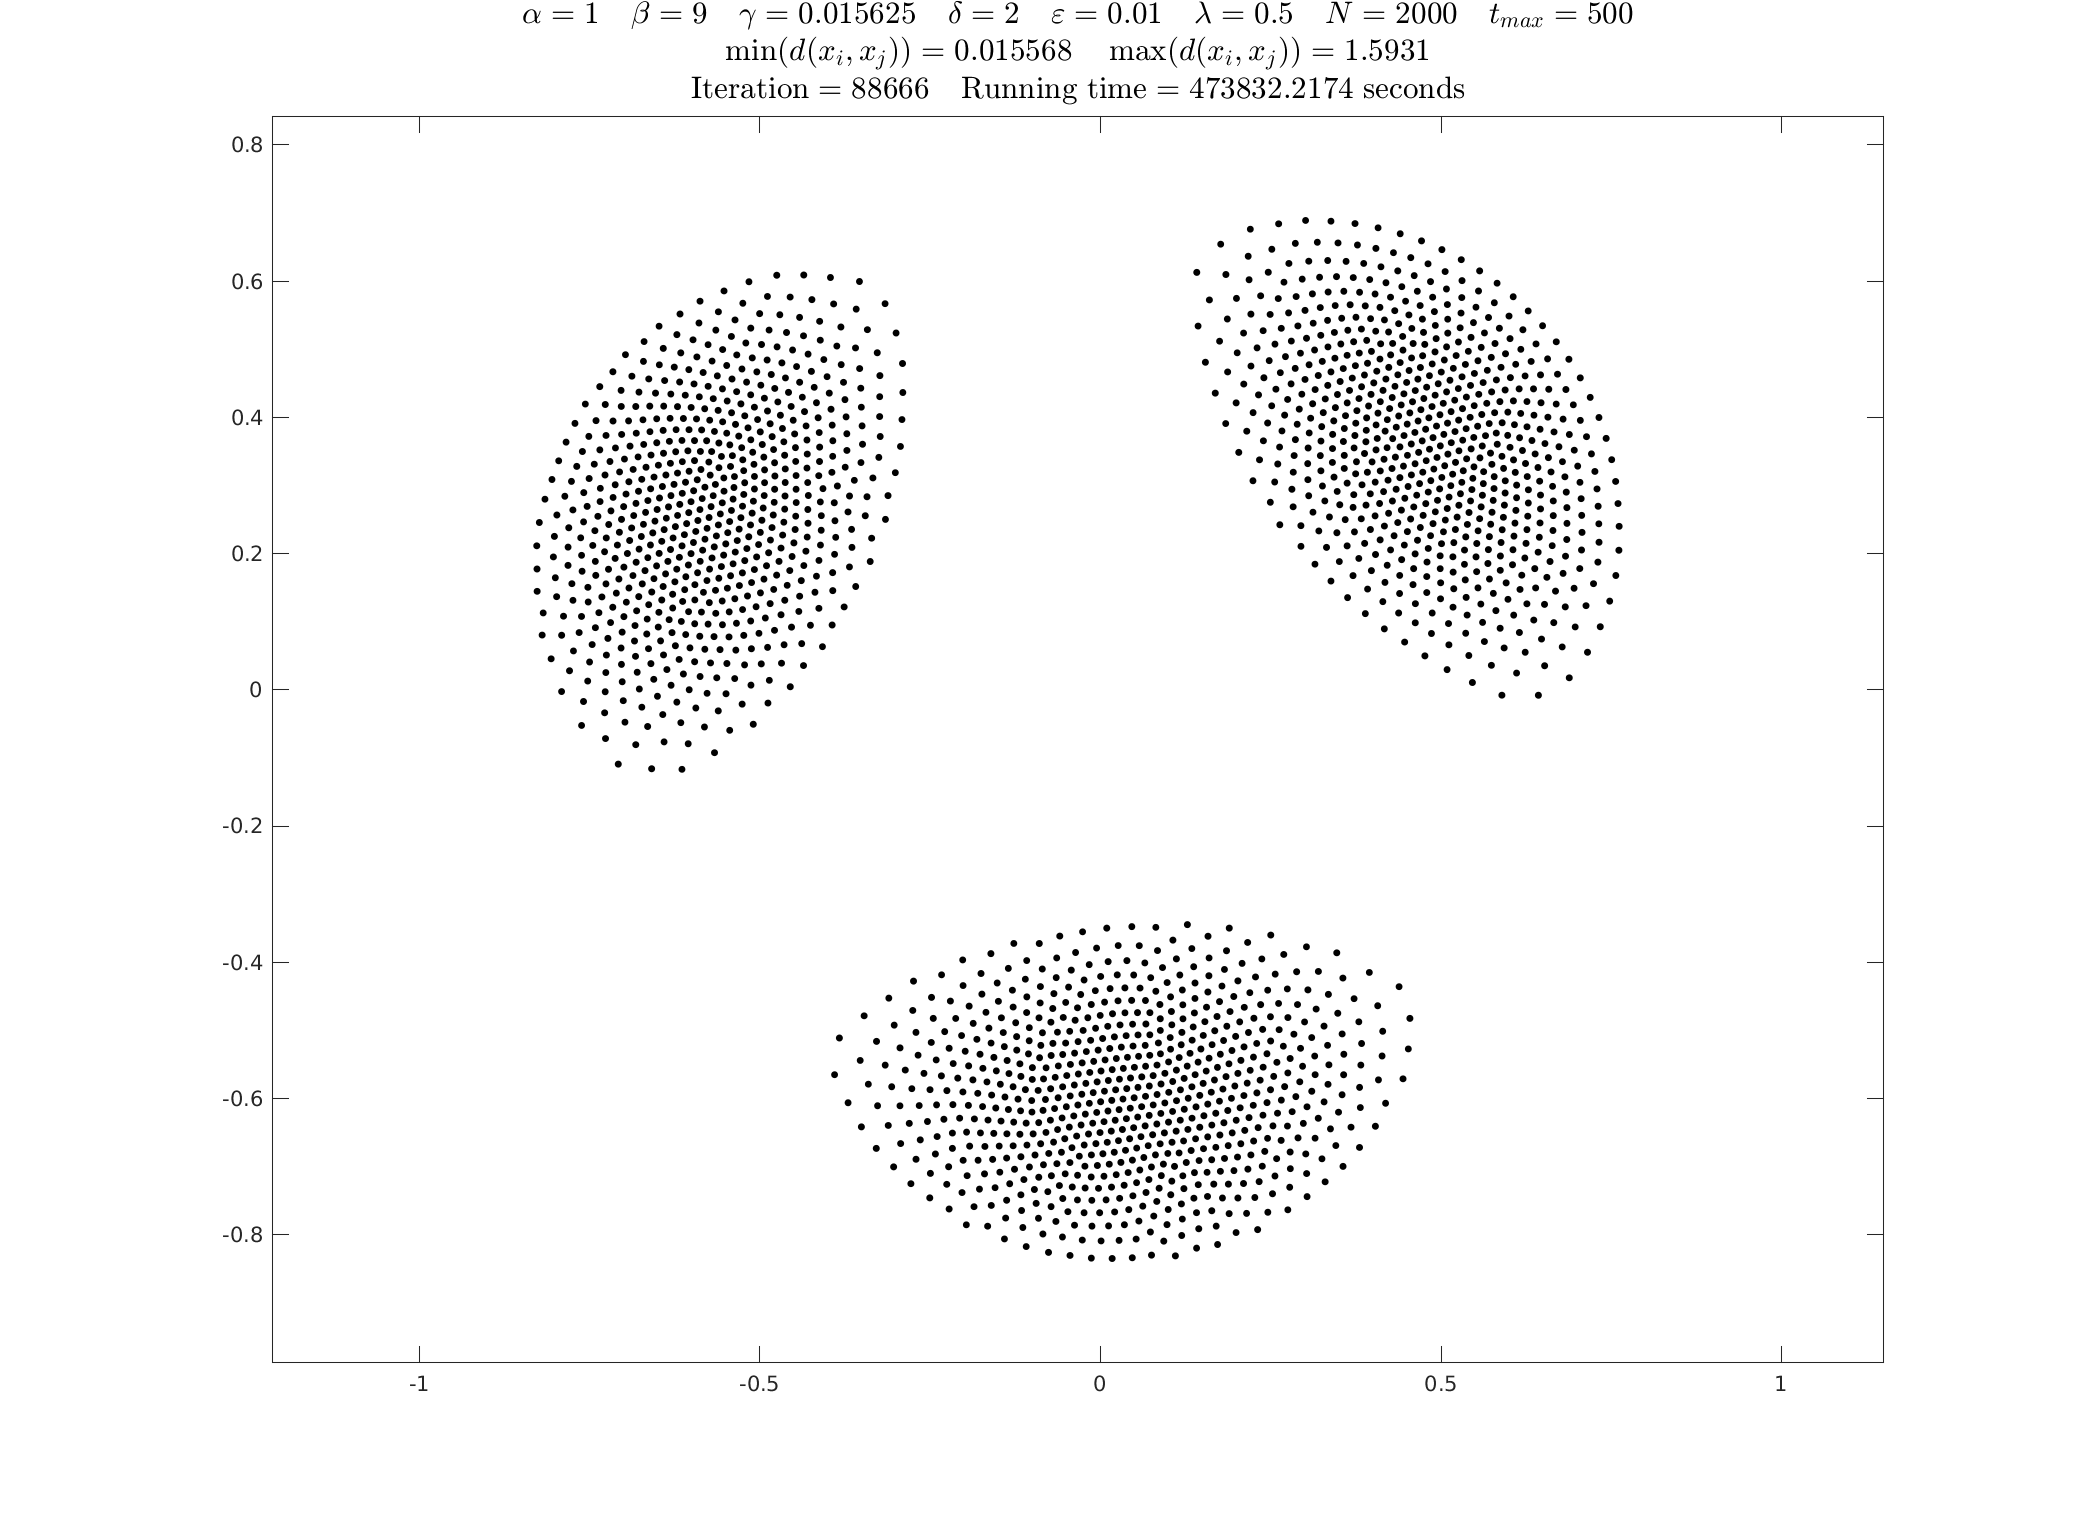 α = 1 β = 9 γ = 0.015625 δ = 2 ε = 0.01 λ = 0.5 N = 2000 t_{max} = 500
min(d(x_i, x_j)) = 0.015568 max(d(x_i, x_j)) = 1.5931
Iteration = 88666 Running time = 473832.2174 seconds
0.8
0.6
0.4
0.2
0
-0.2
-0.4
-0.6
-0.8
-1 -0.5 0 0.5 1